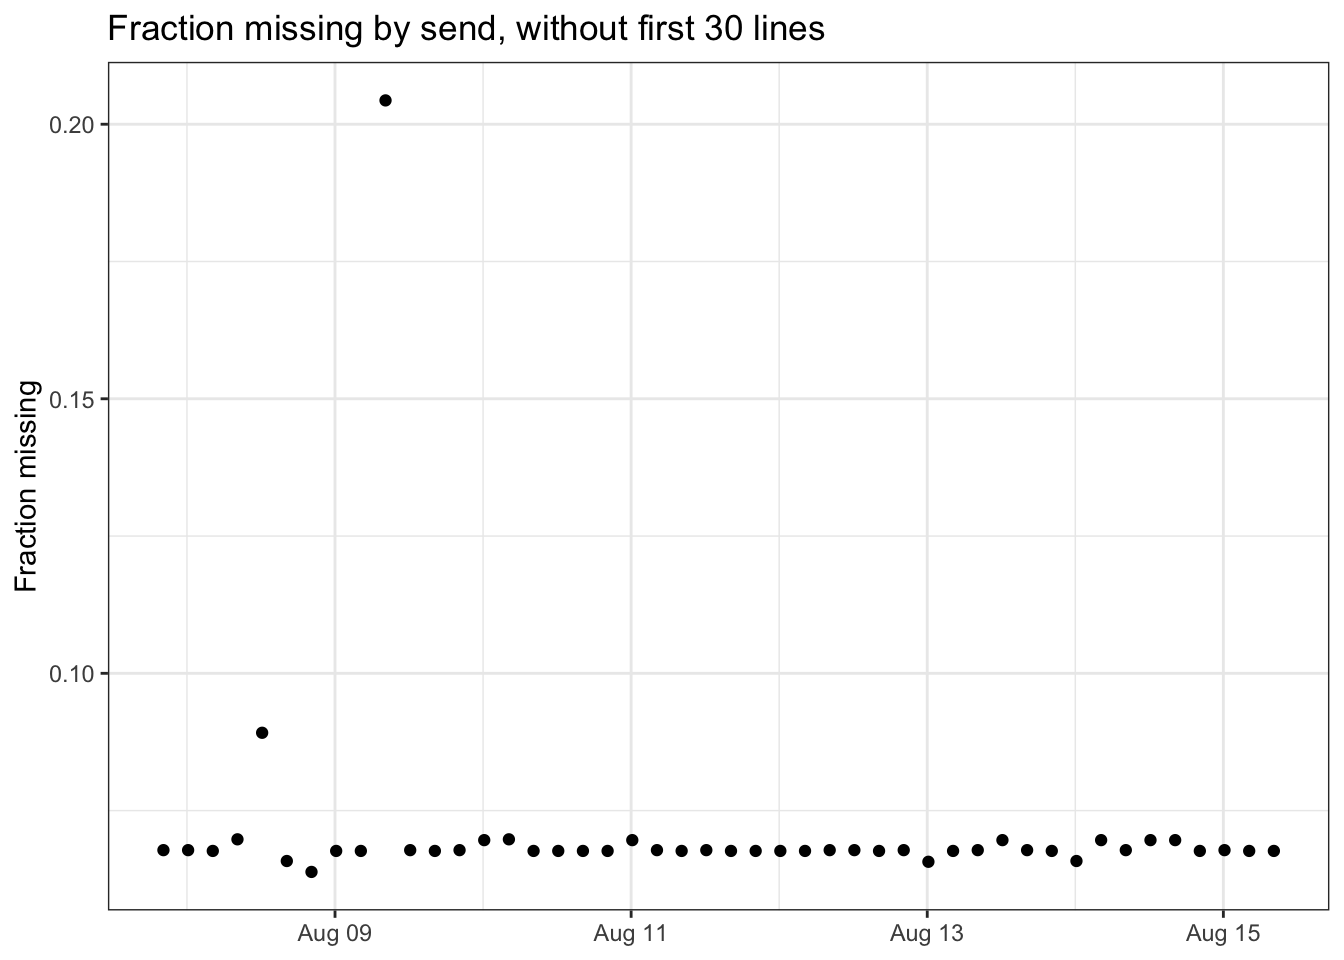 Fraction missing by send, without first 30 lines
Fraction missing
0.20
0.15
0.10
Aug 09
Aug 11
Aug 13
Aug 15